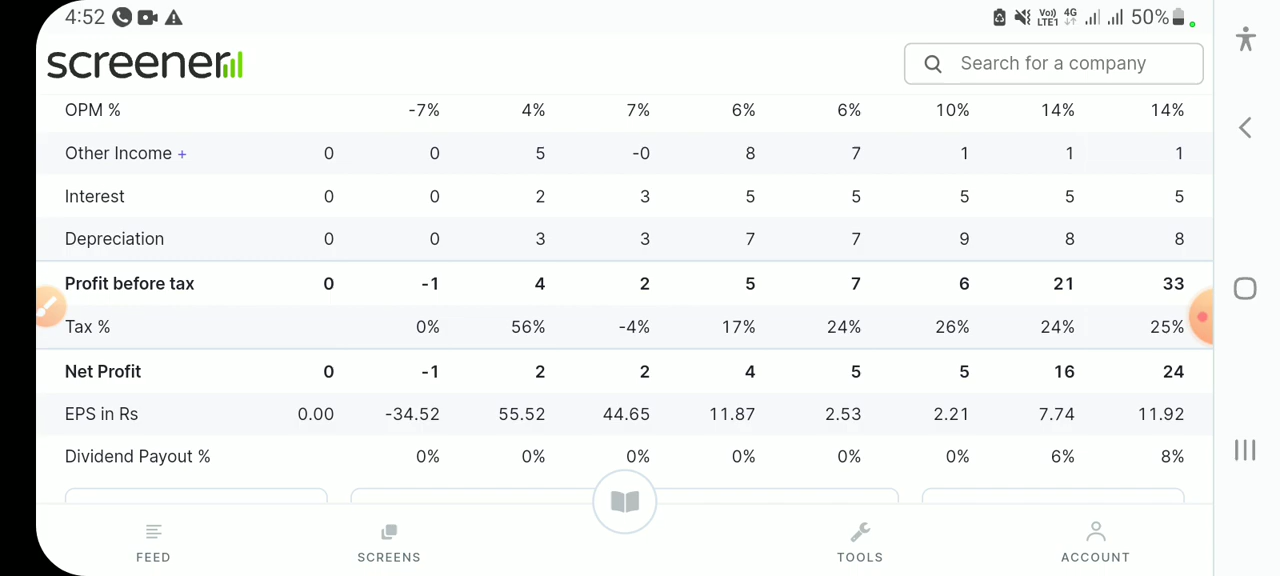 4:52 Vo)) LTE1 4G 50%
screener Search for a company
OPM % -7% 4% 7% 6% 6% 10% 14% 14%
Other Income + 0 0 5 -0 8 7 1 1 1
Interest 0 0 2 3 5 5 5 5 5
Depreciation 0 0 3 3 7 7 9 8 8
Profit before tax 0 -1 4 2 5 7 6 21 33
Tax % 0% 56% -4% 17% 24% 26% 24% 25%
Net Profit 0 -1 2 2 4 5 5 16 24
EPS in Rs 0.00 -34.52 55.52 44.65 11.87 2.53 2.21 7.74 11.92
Dividend Payout % 0% 0% 0% 0% 0% 0% 6% 8%
FEED SCREENS TOOLS ACCOUNT